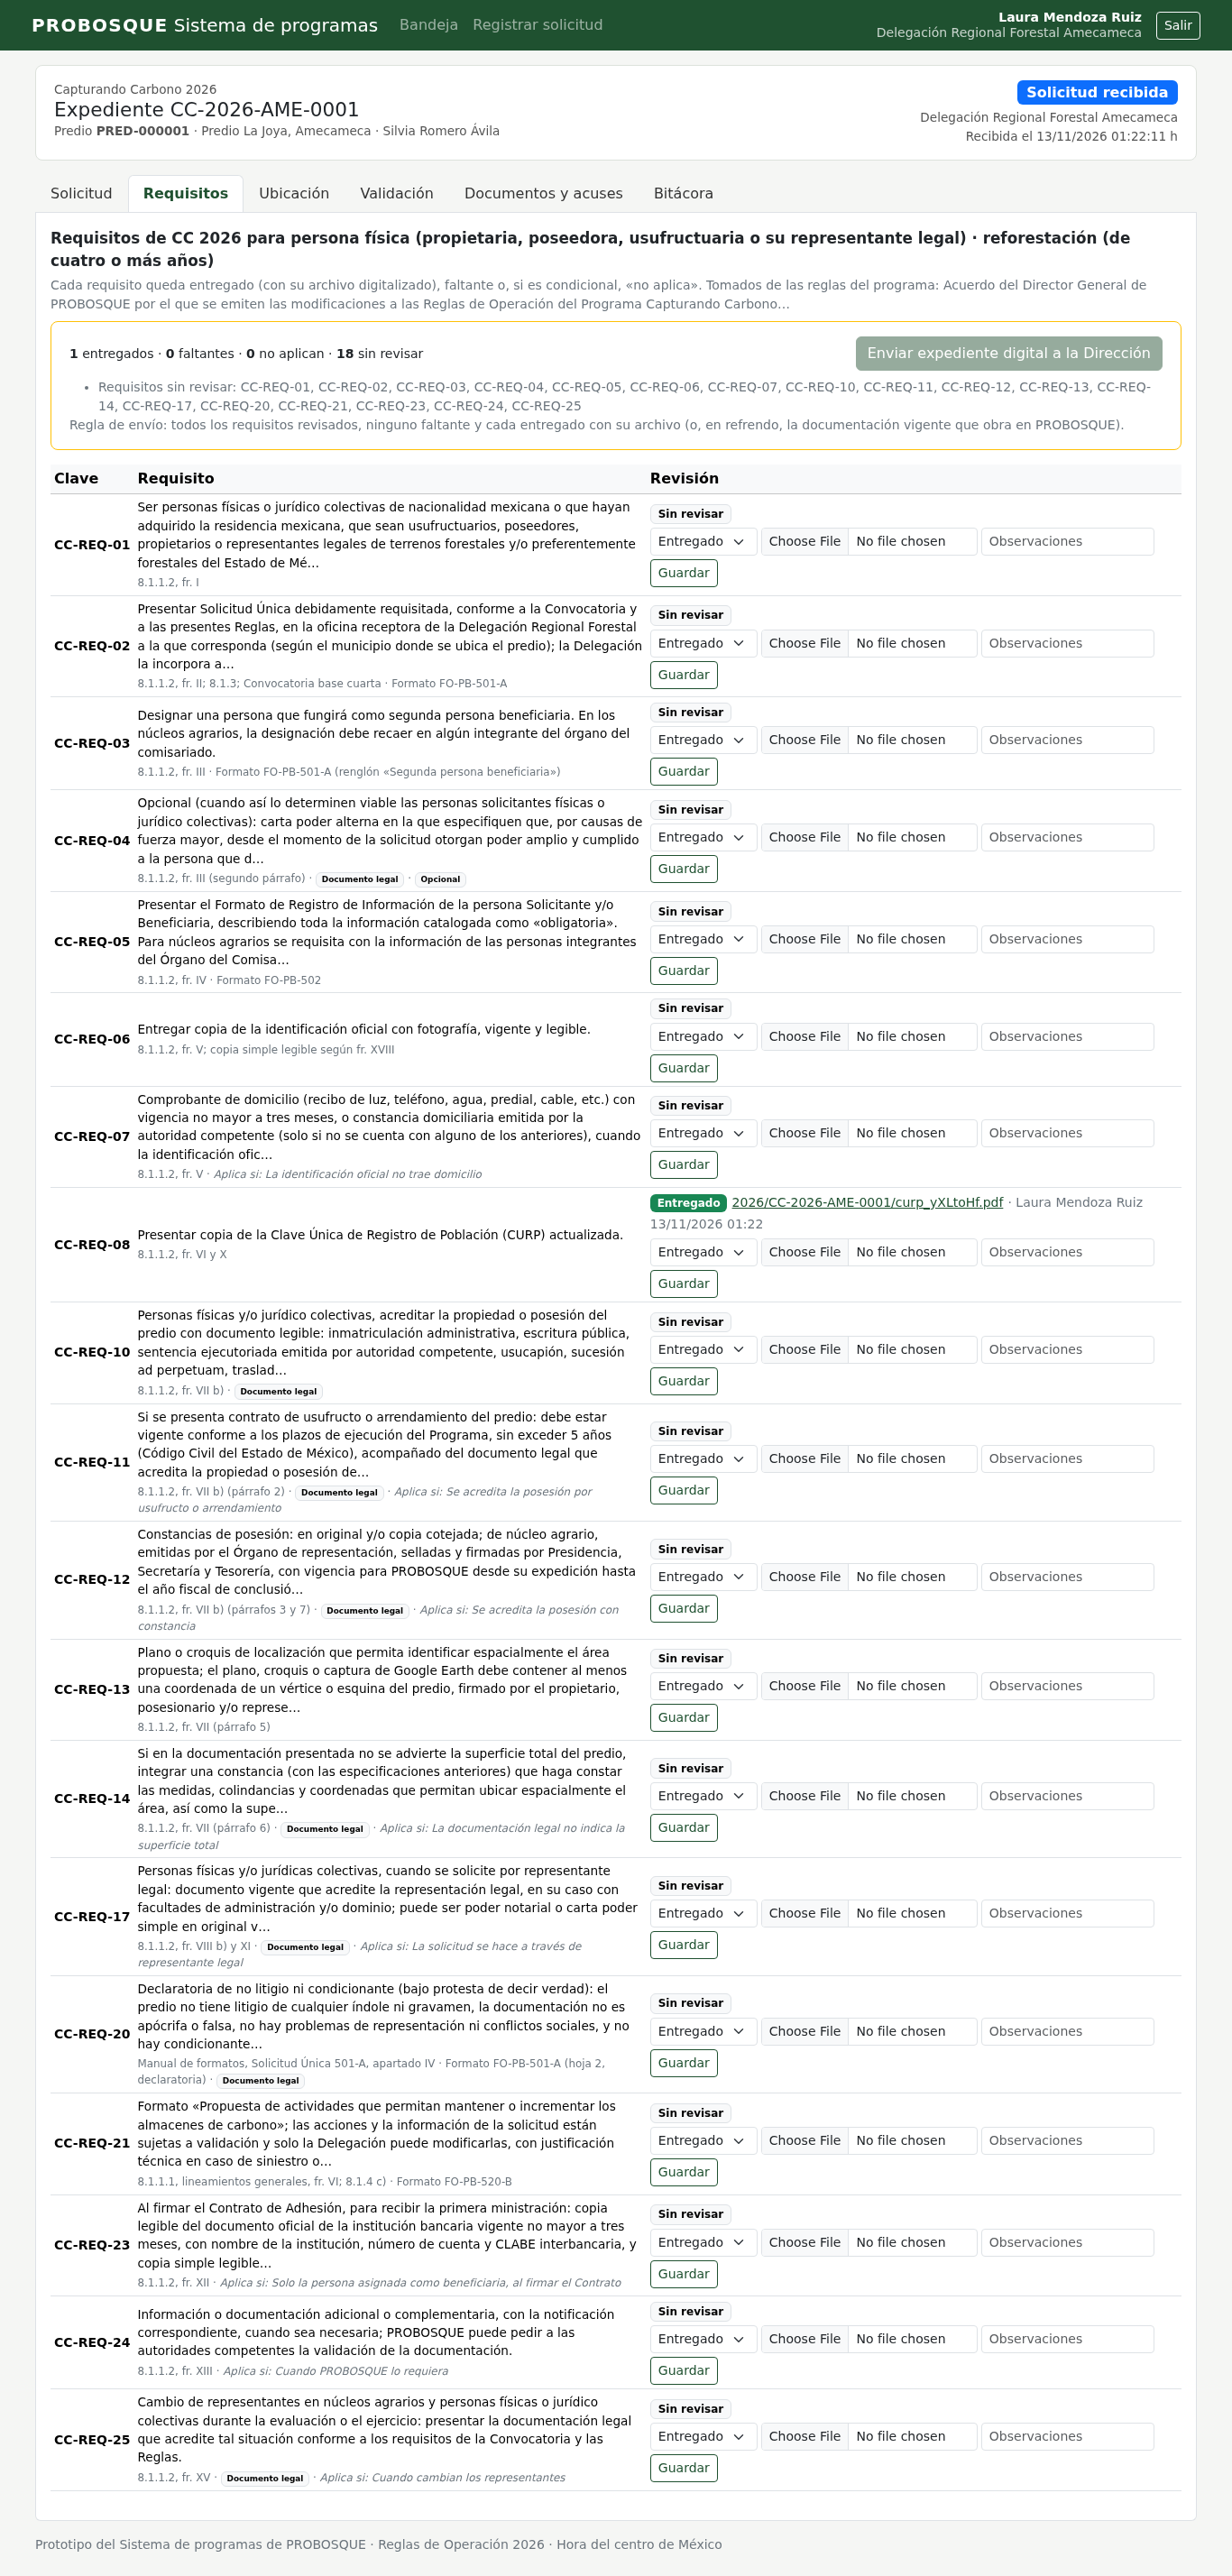 PROBOSQUE Sistema de programas Bandeja Registrar solicitud
Laura Mendoza Ruiz
Delegación Regional Forestal Amecameca
Salir
Capturando Carbono 2026
Expediente CC-2026-AME-0001
Predio PRED-000001 · Predio La Joya, Amecameca · Silvia Romero Ávila
Solicitud recibida
Delegación Regional Forestal Amecameca
Recibida el 13/11/2026 01:22:11 h
Solicitud Requisitos Ubicación Validación Documentos y acuses Bitácora
Requisitos de CC 2026 para persona física (propietaria, poseedora, usufructuaria o su representante legal) · reforestación (de
cuatro o más años)
Cada requisito queda entregado (con su archivo digitalizado), faltante o, si es condicional, «no aplica». Tomados de las reglas del programa: Acuerdo del Director General de
PROBOSQUE por el que se emiten las modificaciones a las Reglas de Operación del Programa Capturando Carbono…
1 entregados · 0 faltantes · 0 no aplican · 18 sin revisar
Enviar expediente digital a la Dirección
• Requisitos sin revisar: CC-REQ-01, CC-REQ-02, CC-REQ-03, CC-REQ-04, CC-REQ-05, CC-REQ-06, CC-REQ-07, CC-REQ-10, CC-REQ-11, CC-REQ-12, CC-REQ-13, CC-REQ-
14, CC-REQ-17, CC-REQ-20, CC-REQ-21, CC-REQ-23, CC-REQ-24, CC-REQ-25
Regla de envío: todos los requisitos revisados, ninguno faltante y cada entregado con su archivo (o, en refrendo, la documentación vigente que obra en PROBOSQUE).
Clave Requisito Revisión
CC-REQ-01
Ser personas físicas o jurídico colectivas de nacionalidad mexicana o que hayan
adquirido la residencia mexicana, que sean usufructuarios, poseedores,
propietarios o representantes legales de terrenos forestales y/o preferentemente
forestales del Estado de Mé…
8.1.1.2, fr. I
Sin revisar
Entregado Choose File No file chosen Observaciones
Guardar
CC-REQ-02
Presentar Solicitud Única debidamente requisitada, conforme a la Convocatoria y
a las presentes Reglas, en la oficina receptora de la Delegación Regional Forestal
a la que corresponda (según el municipio donde se ubica el predio); la Delegación
la incorpora a…
8.1.1.2, fr. II; 8.1.3; Convocatoria base cuarta · Formato FO-PB-501-A
Sin revisar
Entregado Choose File No file chosen Observaciones
Guardar
CC-REQ-03
Designar una persona que fungirá como segunda persona beneficiaria. En los
núcleos agrarios, la designación debe recaer en algún integrante del órgano del
comisariado.
8.1.1.2, fr. III · Formato FO-PB-501-A (renglón «Segunda persona beneficiaria»)
Sin revisar
Entregado Choose File No file chosen Observaciones
Guardar
CC-REQ-04
Opcional (cuando así lo determinen viable las personas solicitantes físicas o
jurídico colectivas): carta poder alterna en la que especifiquen que, por causas de
fuerza mayor, desde el momento de la solicitud otorgan poder amplio y cumplido
a la persona que d…
8.1.1.2, fr. III (segundo párrafo) · Documento legal · Opcional
Sin revisar
Entregado Choose File No file chosen Observaciones
Guardar
CC-REQ-05
Presentar el Formato de Registro de Información de la persona Solicitante y/o
Beneficiaria, describiendo toda la información catalogada como «obligatoria».
Para núcleos agrarios se requisita con la información de las personas integrantes
del Órgano del Comisa…
8.1.1.2, fr. IV · Formato FO-PB-502
Sin revisar
Entregado Choose File No file chosen Observaciones
Guardar
CC-REQ-06
Entregar copia de la identificación oficial con fotografía, vigente y legible.
8.1.1.2, fr. V; copia simple legible según fr. XVIII
Sin revisar
Entregado Choose File No file chosen Observaciones
Guardar
CC-REQ-07
Comprobante de domicilio (recibo de luz, teléfono, agua, predial, cable, etc.) con
vigencia no mayor a tres meses, o constancia domiciliaria emitida por la
autoridad competente (solo si no se cuenta con alguno de los anteriores), cuando
la identificación ofic…
8.1.1.2, fr. V · Aplica si: La identificación oficial no trae domicilio
Sin revisar
Entregado Choose File No file chosen Observaciones
Guardar
CC-REQ-08
Presentar copia de la Clave Única de Registro de Población (CURP) actualizada.
8.1.1.2, fr. VI y X
Entregado 2026/CC-2026-AME-0001/curp_yXLtoHf.pdf · Laura Mendoza Ruiz
13/11/2026 01:22
Entregado Choose File No file chosen Observaciones
Guardar
CC-REQ-10
Personas físicas y/o jurídico colectivas, acreditar la propiedad o posesión del
predio con documento legible: inmatriculación administrativa, escritura pública,
sentencia ejecutoriada emitida por autoridad competente, usucapión, sucesión
ad perpetuam, traslad…
8.1.1.2, fr. VII b) · Documento legal
Sin revisar
Entregado Choose File No file chosen Observaciones
Guardar
CC-REQ-11
Si se presenta contrato de usufructo o arrendamiento del predio: debe estar
vigente conforme a los plazos de ejecución del Programa, sin exceder 5 años
(Código Civil del Estado de México), acompañado del documento legal que
acredita la propiedad o posesión de…
8.1.1.2, fr. VII b) (párrafo 2) · Documento legal · Aplica si: Se acredita la posesión por
usufructo o arrendamiento
Sin revisar
Entregado Choose File No file chosen Observaciones
Guardar
CC-REQ-12
Constancias de posesión: en original y/o copia cotejada; de núcleo agrario,
emitidas por el Órgano de representación, selladas y firmadas por Presidencia,
Secretaría y Tesorería, con vigencia para PROBOSQUE desde su expedición hasta
el año fiscal de conclusió…
8.1.1.2, fr. VII b) (párrafos 3 y 7) · Documento legal · Aplica si: Se acredita la posesión con
constancia
Sin revisar
Entregado Choose File No file chosen Observaciones
Guardar
CC-REQ-13
Plano o croquis de localización que permita identificar espacialmente el área
propuesta; el plano, croquis o captura de Google Earth debe contener al menos
una coordenada de un vértice o esquina del predio, firmado por el propietario,
posesionario y/o represe…
8.1.1.2, fr. VII (párrafo 5)
Sin revisar
Entregado Choose File No file chosen Observaciones
Guardar
CC-REQ-14
Si en la documentación presentada no se advierte la superficie total del predio,
integrar una constancia (con las especificaciones anteriores) que haga constar
las medidas, colindancias y coordenadas que permitan ubicar espacialmente el
área, así como la supe…
8.1.1.2, fr. VII (párrafo 6) · Documento legal · Aplica si: La documentación legal no indica la
superficie total
Sin revisar
Entregado Choose File No file chosen Observaciones
Guardar
CC-REQ-17
Personas físicas y/o jurídicas colectivas, cuando se solicite por representante
legal: documento vigente que acredite la representación legal, en su caso con
facultades de administración y/o dominio; puede ser poder notarial o carta poder
simple en original v…
8.1.1.2, fr. VIII b) y XI · Documento legal · Aplica si: La solicitud se hace a través de
representante legal
Sin revisar
Entregado Choose File No file chosen Observaciones
Guardar
CC-REQ-20
Declaratoria de no litigio ni condicionante (bajo protesta de decir verdad): el
predio no tiene litigio de cualquier índole ni gravamen, la documentación no es
apócrifa o falsa, no hay problemas de representación ni conflictos sociales, y no
hay condicionante…
Manual de formatos, Solicitud Única 501-A, apartado IV · Formato FO-PB-501-A (hoja 2,
declaratoria) · Documento legal
Sin revisar
Entregado Choose File No file chosen Observaciones
Guardar
CC-REQ-21
Formato «Propuesta de actividades que permitan mantener o incrementar los
almacenes de carbono»; las acciones y la información de la solicitud están
sujetas a validación y solo la Delegación puede modificarlas, con justificación
técnica en caso de siniestro o…
8.1.1.1, lineamientos generales, fr. VI; 8.1.4 c) · Formato FO-PB-520-B
Sin revisar
Entregado Choose File No file chosen Observaciones
Guardar
CC-REQ-23
Al firmar el Contrato de Adhesión, para recibir la primera ministración: copia
legible del documento oficial de la institución bancaria vigente no mayor a tres
meses, con nombre de la institución, número de cuenta y CLABE interbancaria, y
copia simple legible…
8.1.1.2, fr. XII · Aplica si: Solo la persona asignada como beneficiaria, al firmar el Contrato
Sin revisar
Entregado Choose File No file chosen Observaciones
Guardar
CC-REQ-24
Información o documentación adicional o complementaria, con la notificación
correspondiente, cuando sea necesaria; PROBOSQUE puede pedir a las
autoridades competentes la validación de la documentación.
8.1.1.2, fr. XIII · Aplica si: Cuando PROBOSQUE lo requiera
Sin revisar
Entregado Choose File No file chosen Observaciones
Guardar
CC-REQ-25
Cambio de representantes en núcleos agrarios y personas físicas o jurídico
colectivas durante la evaluación o el ejercicio: presentar la documentación legal
que acredite tal situación conforme a los requisitos de la Convocatoria y las
Reglas.
8.1.1.2, fr. XV · Documento legal · Aplica si: Cuando cambian los representantes
Sin revisar
Entregado Choose File No file chosen Observaciones
Guardar
Prototipo del Sistema de programas de PROBOSQUE · Reglas de Operación 2026 · Hora del centro de México